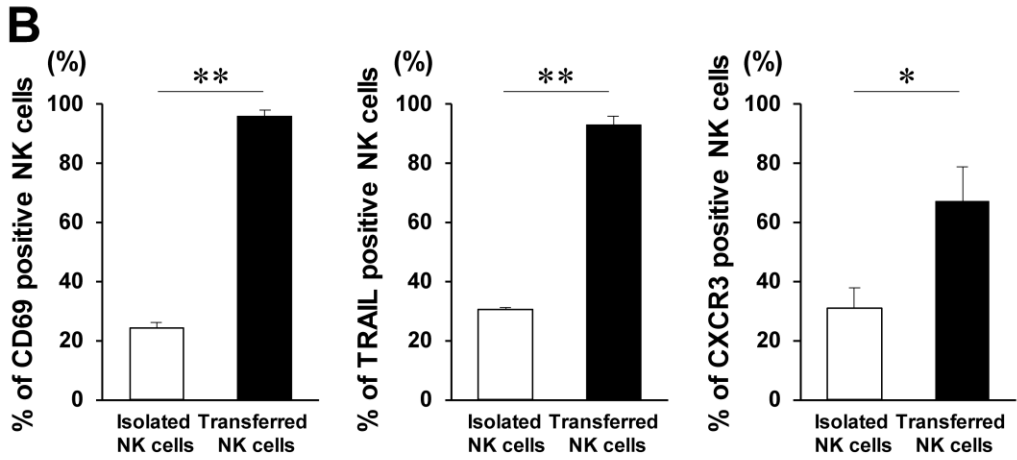 B
(%)
% of CD69 positive NK cells
**
100
80
60
40
20
0
Isolated NK cells
Transferred NK cells
(%)
% of TRAIL positive NK cells
**
100
80
60
40
20
0
Isolated NK cells
Transferred NK cells
(%)
% of CXCR3 positive NK cells
*
100
80
60
40
20
0
Isolated NK cells
Transferred NK cells